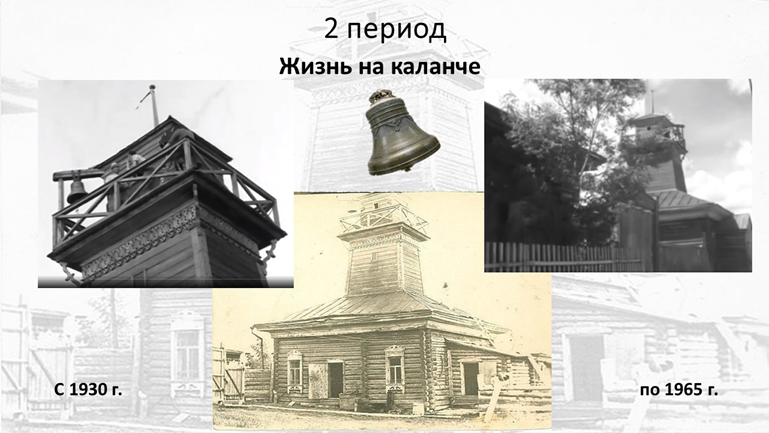 2 период
Жизнь на каланче
С 1930 г.
по 1965 г.